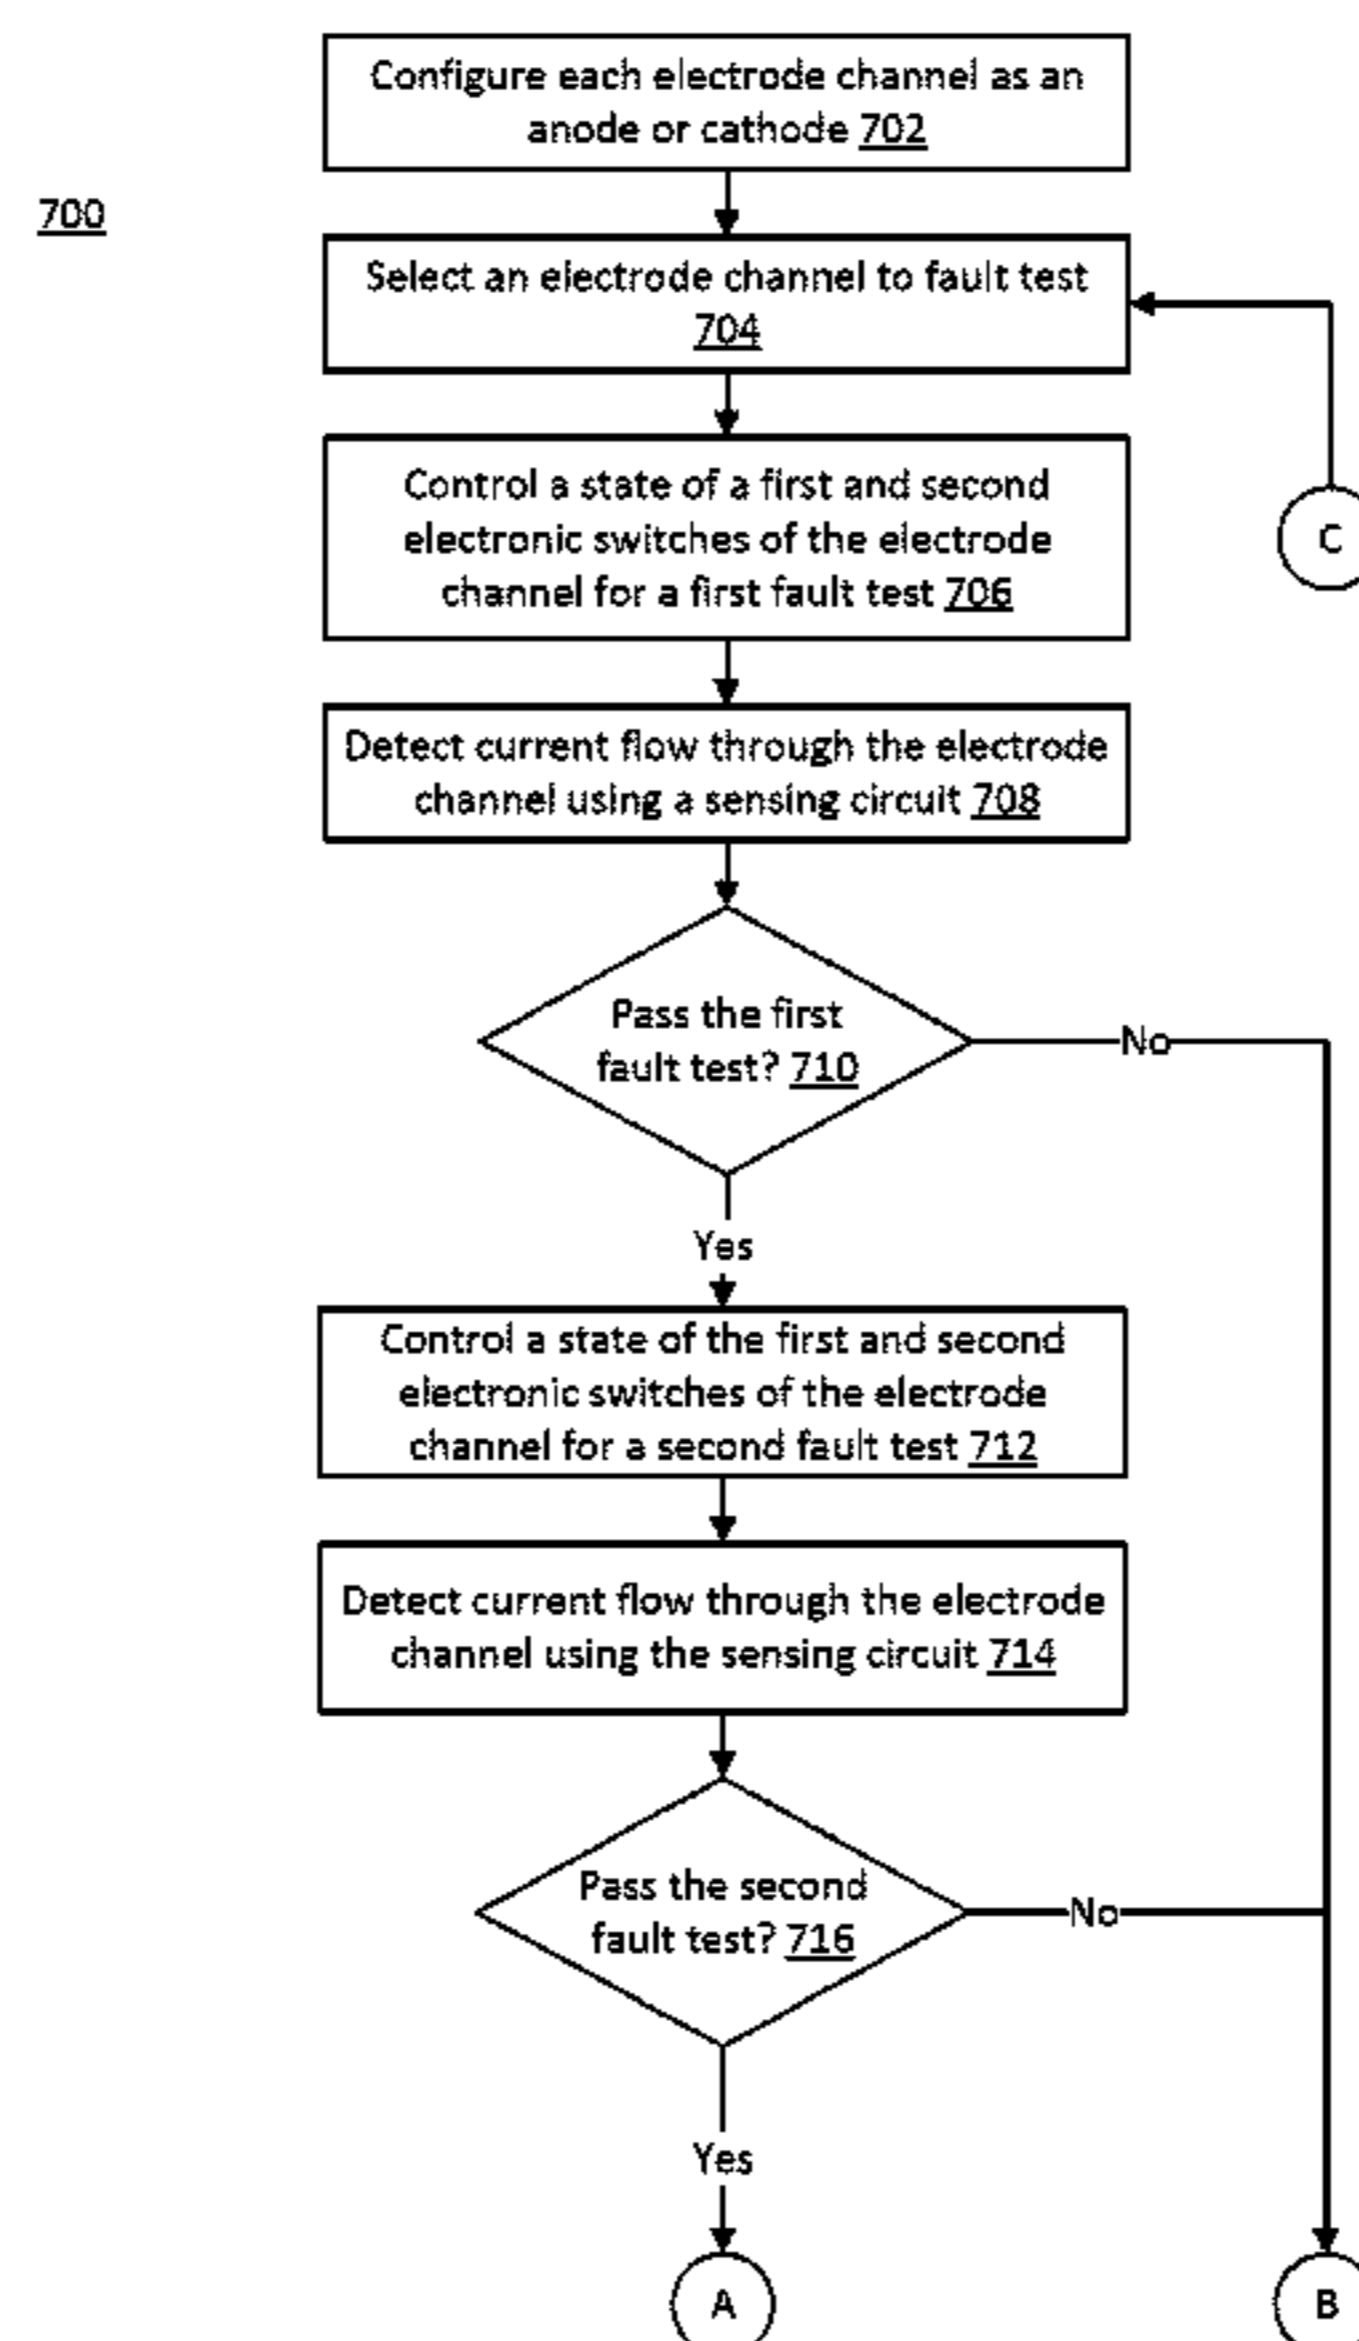 Configure each electrode channel as an
anode or cathode 702
700
Select an electrode channel to fault test
704
Control a state of a first and second
electronic switches of the electrode
channel for a first fault test 706
C
Detect current flow through the electrode
channel using a sensing circuit 708
Pass the first
fault test? 710
No
Yes
Control a state of the first and second
electronic switches of the electrode
channel for a second fault test 712
Detect current flow through the electrode
channel using the sensing circuit 714
Pass the second
fault test? 716
No
Yes
A
B